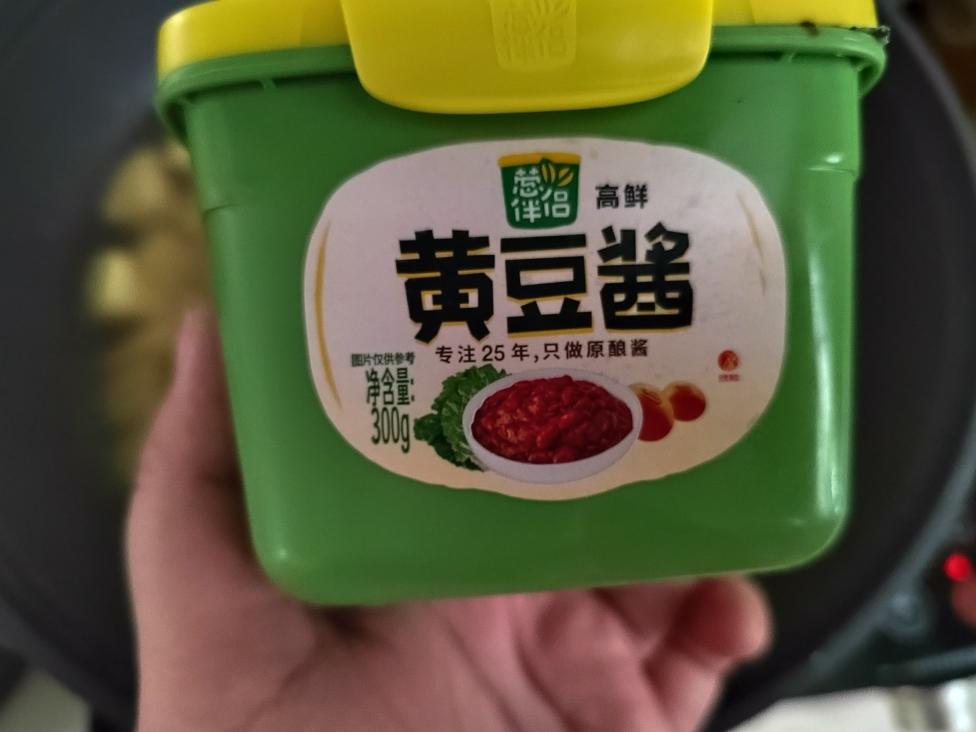 葱伴侣
高鲜
黄豆酱
专注25年,只做原酿酱
图片仅供参考
净含量:
300g